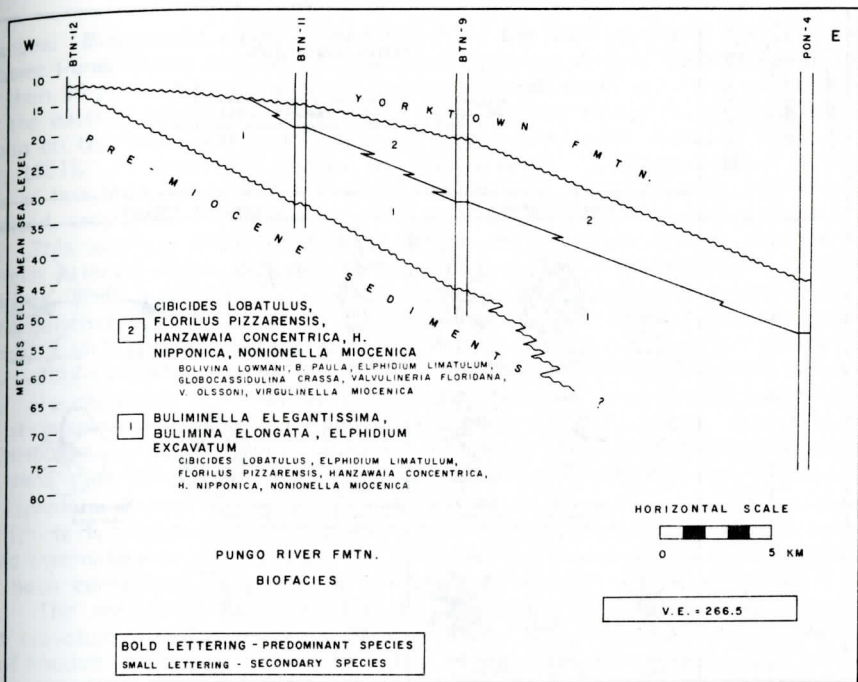 W
BTN-12
BTN-11
BTN-9
PON-4
E
METERS BELOW MEAN SEA LEVEL
10
15
20
25
30
35
40
45
50
55
60
65
70
75
80
YORKTOWN FMTN.
PRE-MIOCENE SEDIMENTS
1
2
1
2
1
?
2
CIBICIDES LOBATULUS,
FLORILUS PIZZARENSIS,
HANZAWAIA CONCENTRICA, H.
NIPPONICA, NONIONELLA MIOCENICA
BOLIVINA LOWMANI, B. PAULA, ELPHIDIUM LIMATULUM,
GLOBOCASSIDULINA CRASSA, VALVULINERIA FLORIDANA,
V. OLSSONI, VIRGULINELLA MIOCENICA
1
BULIMINELLA ELEGANTISSIMA,
BULIMINA ELONGATA, ELPHIDIUM
EXCAVATUM
CIBICIDES LOBATULUS, ELPHIDIUM LIMATULUM,
FLORILUS PIZZARENSIS, HANZAWAIA CONCENTRICA,
H. NIPPONICA, NONIONELLA MIOCENICA
HORIZONTAL SCALE
0 5 KM
PUNGO RIVER FMTN.
BIOFACIES
V.E. = 266.5
BOLD LETTERING - PREDOMINANT SPECIES
SMALL LETTERING - SECONDARY SPECIES